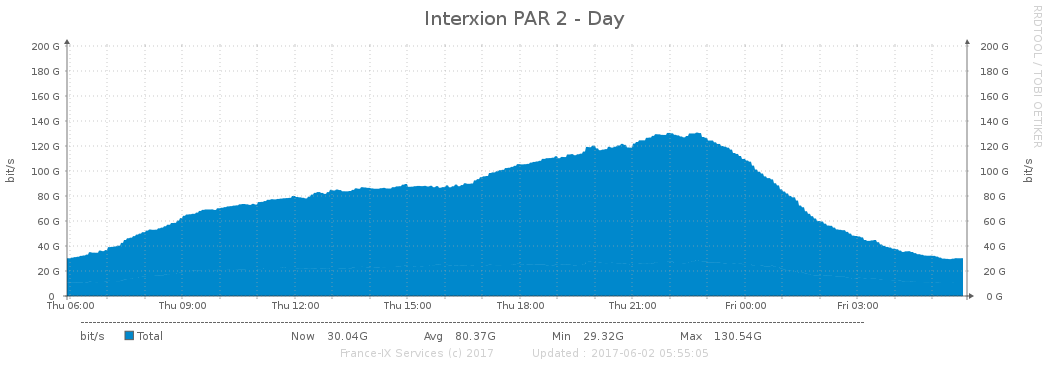 Interxion PAR 2 - Day
RRDTOOL / TOBI OETIKER
bit/s
200 G 200 G
180 G 180 G
160 G 160 G
140 G 140 G
120 G 120 G
100 G 100 G
80 G 80 G
60 G 60 G
40 G 40 G
20 G 20 G
0 0 G
bit/s
Thu 06:00 Thu 09:00 Thu 12:00 Thu 15:00 Thu 18:00 Thu 21:00 Fri 00:00 Fri 03:00
bit/s Total Now 30.04G Avg 80.37G Min 29.32G Max 130.54G
France-IX Services (c) 2017 Updated : 2017-06-02 05:55:05